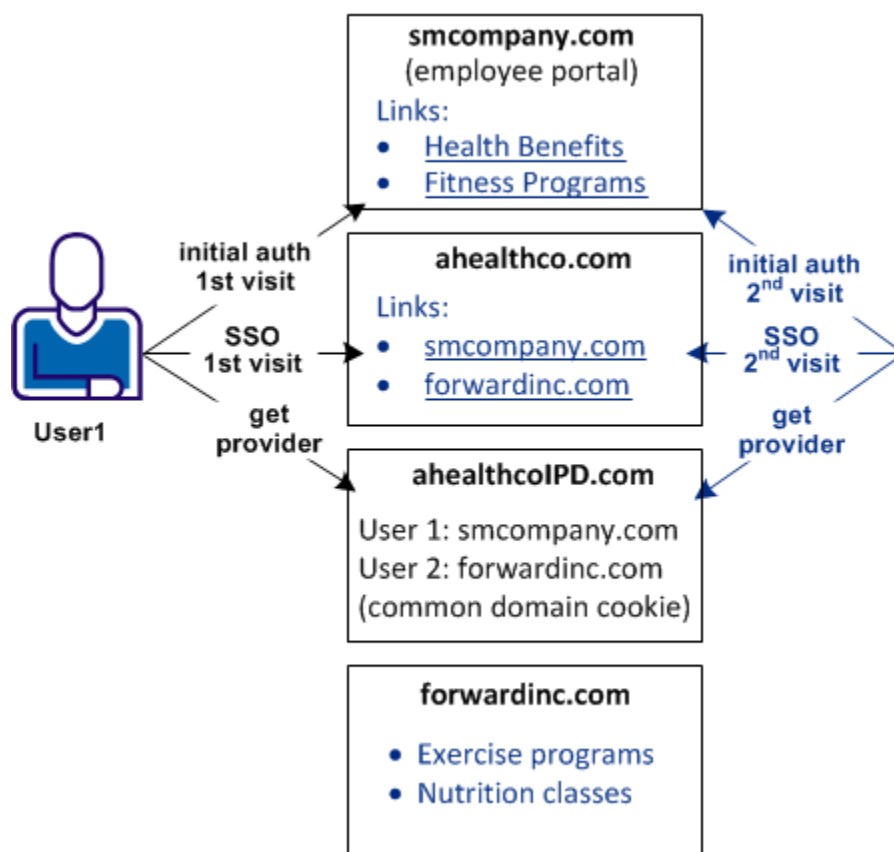 smcompany.com
(employee portal)
Links:
• Health Benefits
• Fitness Programs
initial auth
1st visit
initial auth
2nd visit
ahealthco.com
Links:
• smcompany.com
• forwardinc.com
SSO
1st visit
SSO
2nd visit
get
provider
get
provider
User1
ahealthcoIPD.com
User 1: smcompany.com
User 2: forwardinc.com
(common domain cookie)
forwardinc.com
• Exercise programs
• Nutrition classes